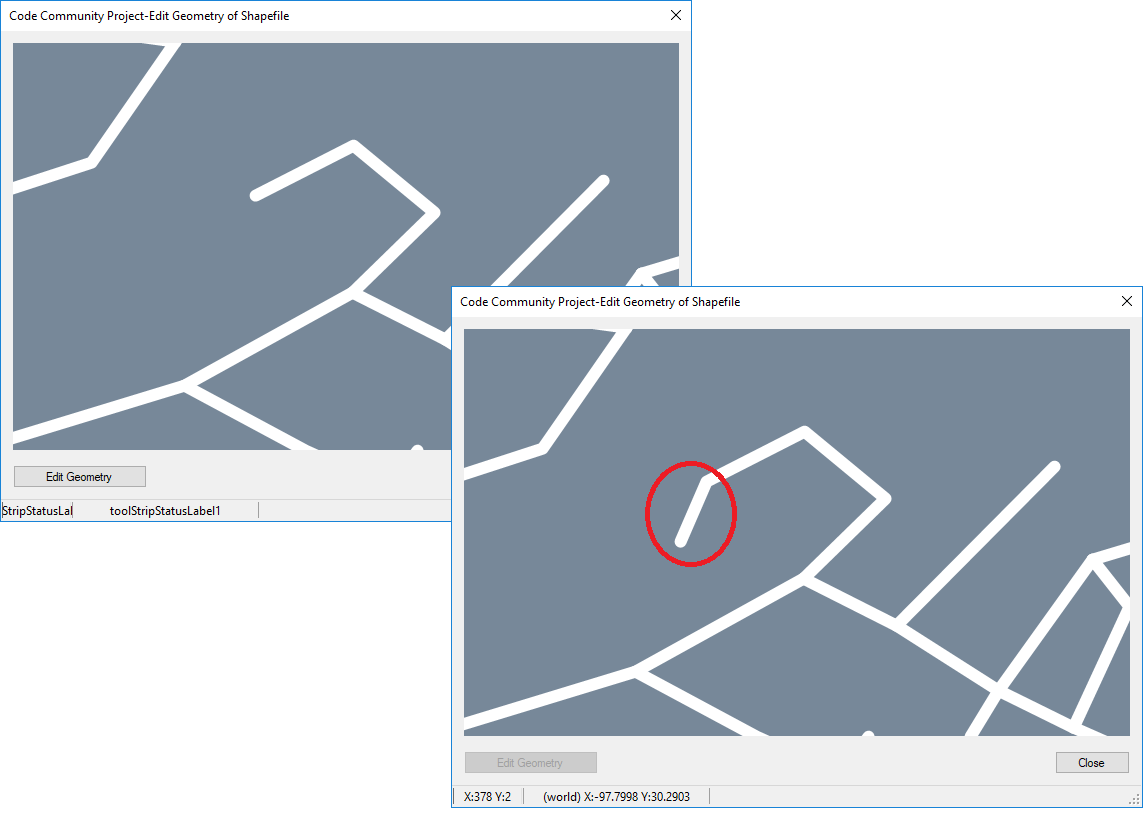 Code Community Project-Edit Geometry of Shapefile
Edit Geometry
StripStatusLal
toolStripStatusLabel1
Code Community Project-Edit Geometry of Shapefile
Edit Geometry
Close
X:378 Y:2
(world) X:-97.7998 Y:30.2903